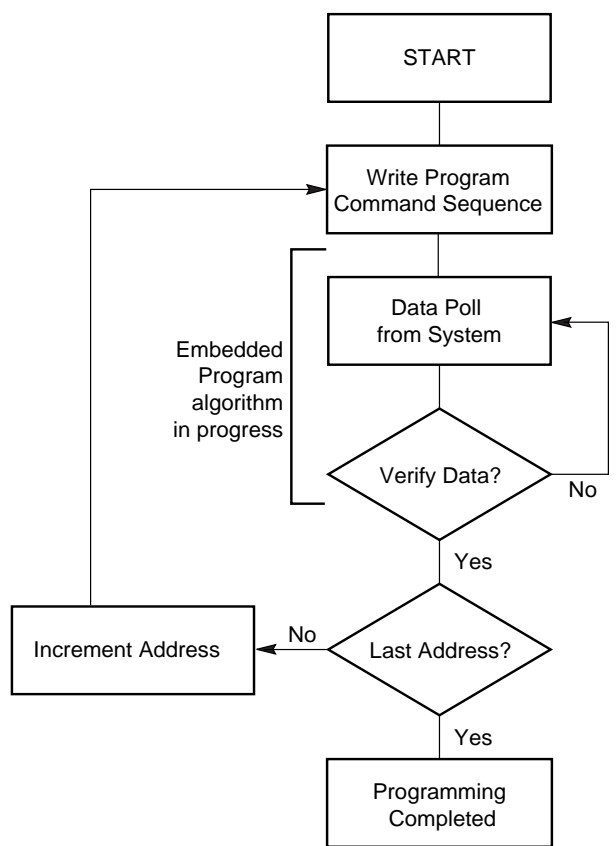 START
Write Program
Command Sequence
Data Poll
from System
Embedded
Program
algorithm
in progress
Verify Data?
No
Yes
Increment Address
No
Last Address?
Yes
Programming
Completed